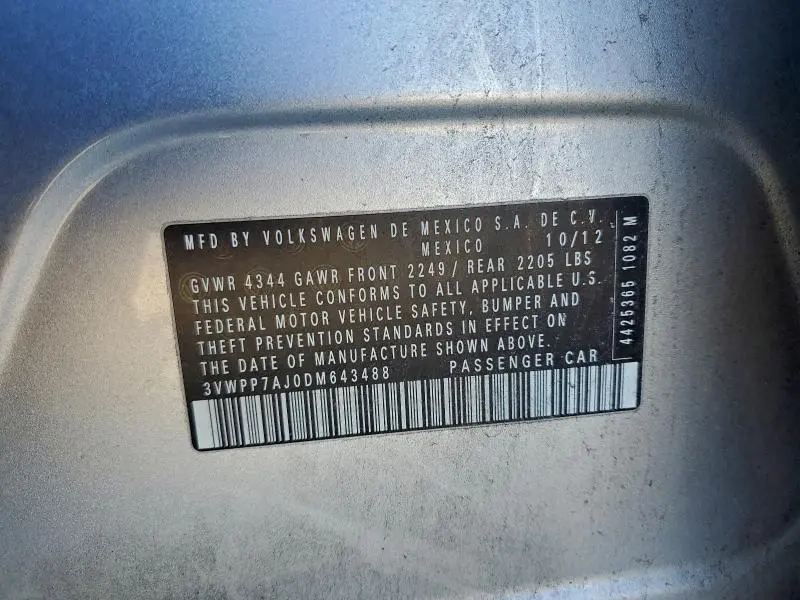 MFD BY VOLKSWAGEN DE MEXICO S.A. DE C.V.
MEXICO 10/12
GVWR 4344 GAWR FRONT 2249/ REAR 2205 LBS
THIS VEHICLE CONFORMS TO ALL APPLICABLE U.S.
FEDERAL MOTOR VEHICLE SAFETY, BUMPER AND
THEFT PREVENTION STANDARDS IN EFFECT ON
THE DATE OF MANUFACTURE SHOWN ABOVE.
3VWPP7AJ0DM643488 PASSENGER CAR
4425365 1082 M